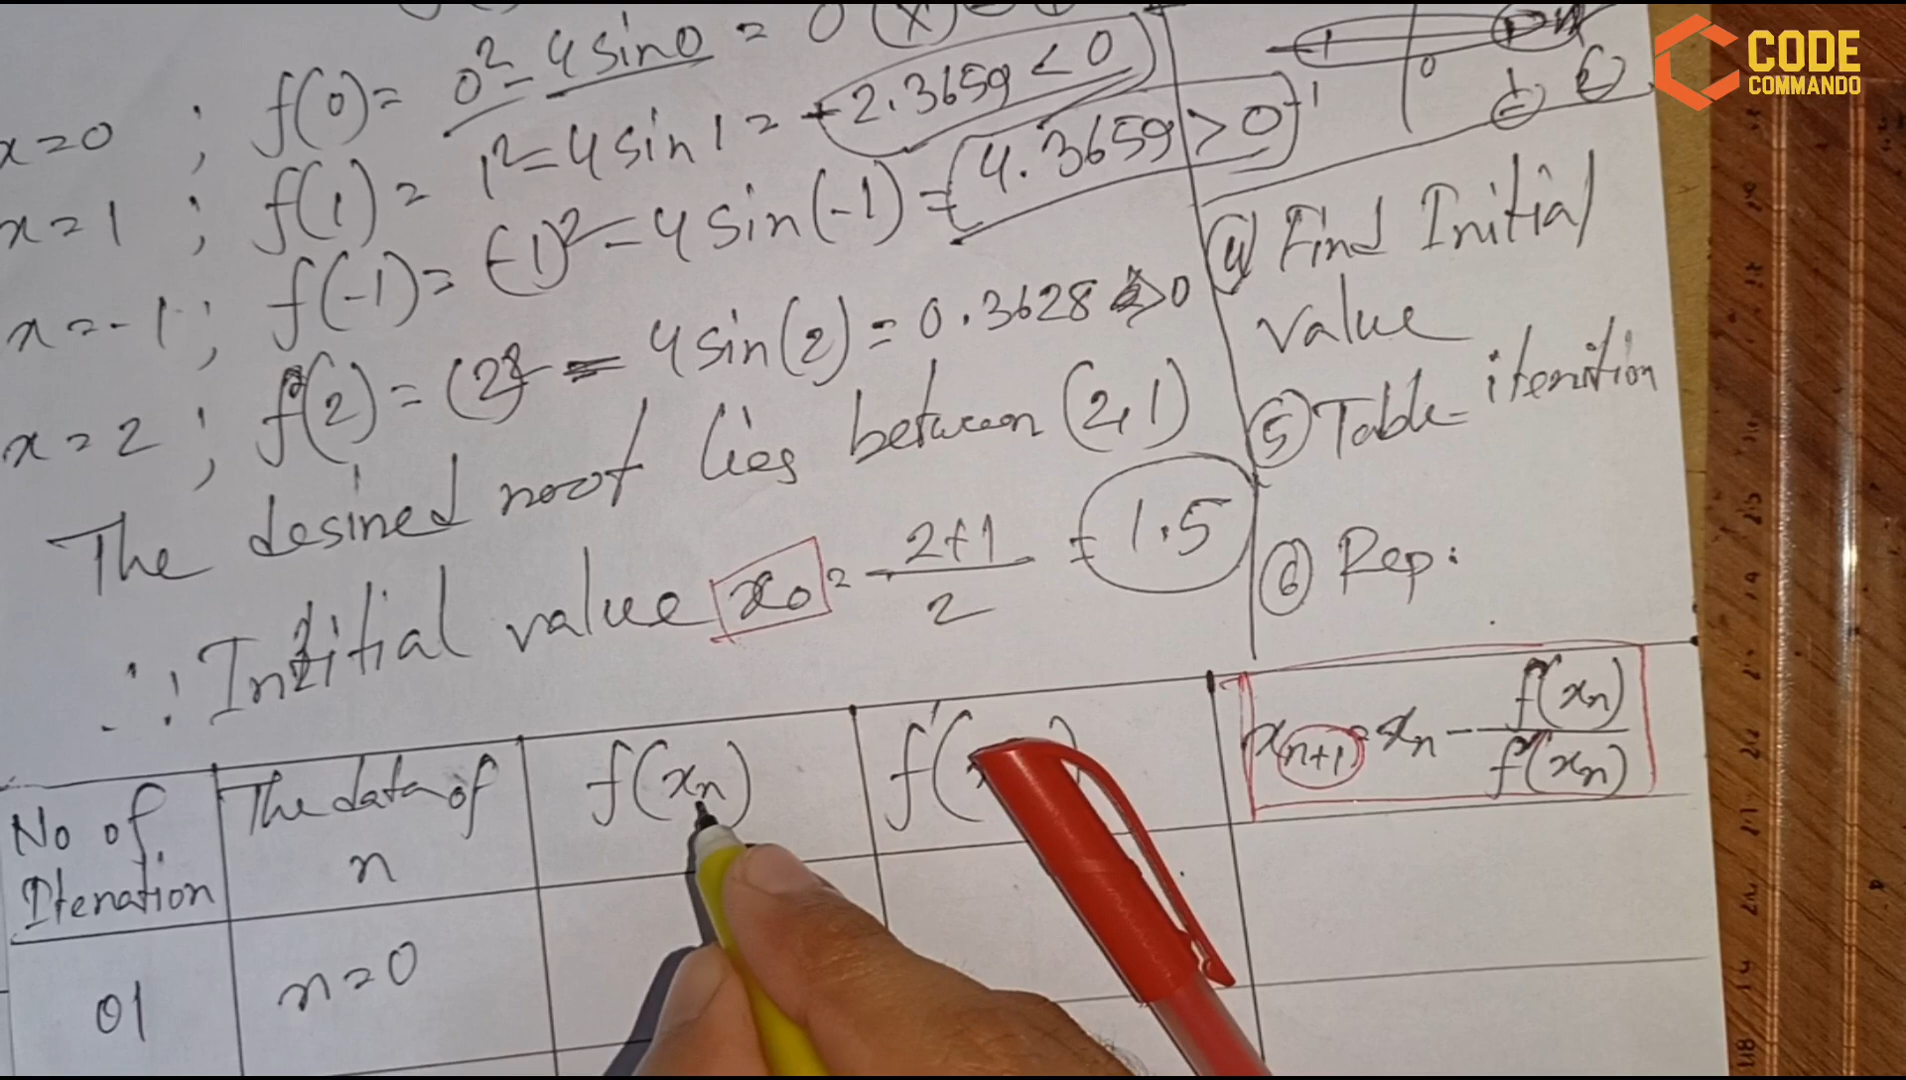 x=0 ; f(0)= 0²-4sin0 = 0 (x)
x=1 ; f(1)= 1²-4sin1 = -2.3659<0
x=-1 ; f(-1)= (-1)²-4sin(-1) = 4.3659>0
x=2 ; f(2)= (2)²-4sin(2)=0.3628>0
The desired root lies between (2,1)
∴ Initial value x₀ = 2+1/2 = 1.5
-1
0
④ Find Initial
value
⑤ Table iteration
⑥ Rep:
No of
Iteration
The data of
n
f(xₙ)
f'(
xₙ₊₁=xₙ-f(xₙ)/f'(xₙ)
01
n=0
CODE
COMMANDO